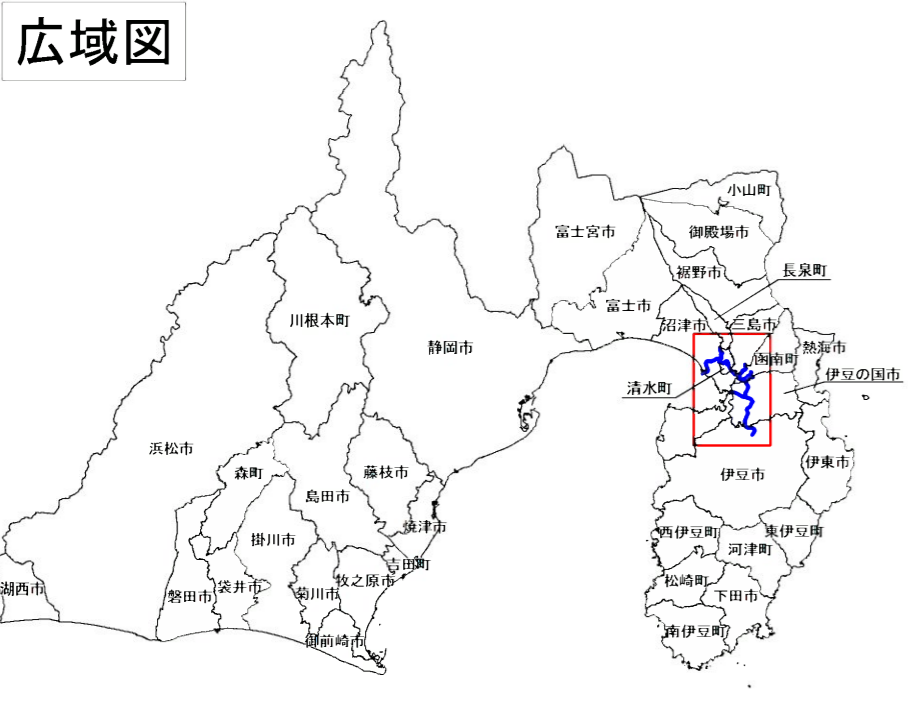 広域図
小山町
富士宮市
御殿場市
裾野市
長泉町
富士市
川根本町
沼津市
三島市
静岡市
熱海市
函南町
伊豆の国市
清水町
浜松市
森町
藤枝市
伊豆市
伊東市
島田市
焼津市
掛川市
西伊豆町
東伊豆町
河津町
吉田町
湖西市
磐田市
袋井市
菊川市
牧之原市
松崎町
下田市
御前崎市
南伊豆町